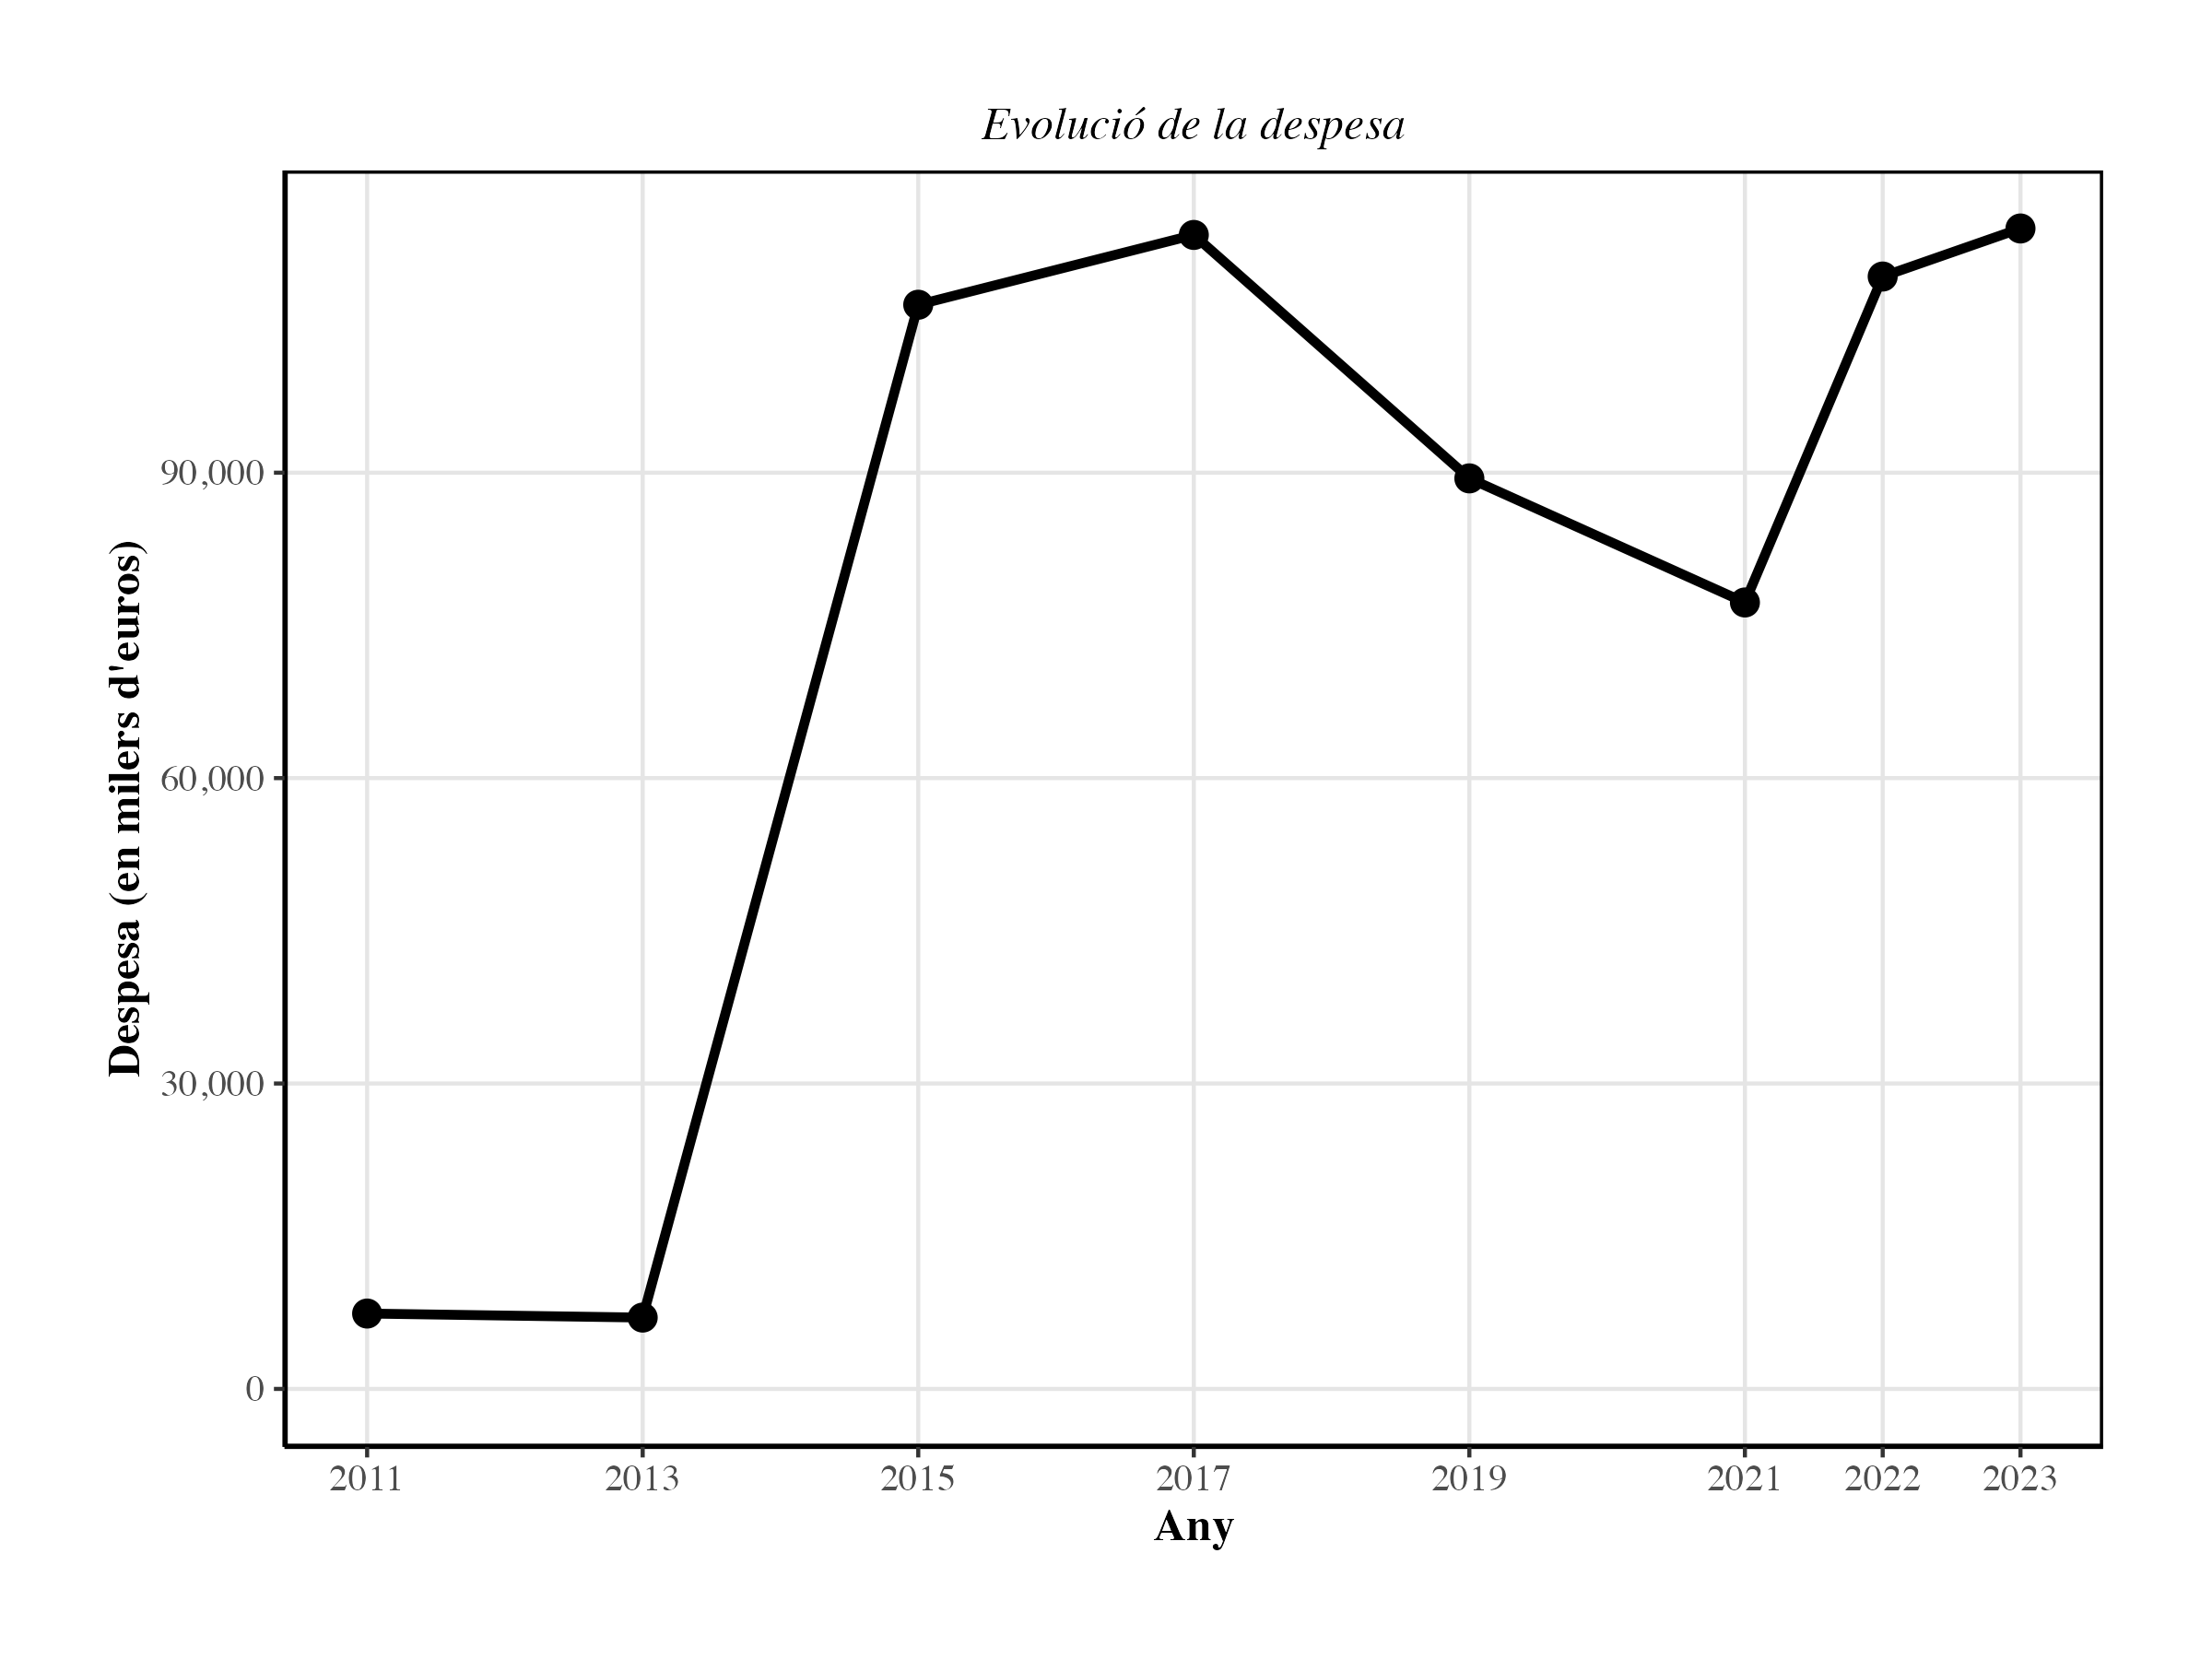 Evolució de la despesa
Despesa (en milers d'euros)
90,000
60,000
30,000
0
2011 2013 2015 2017 2019 2021 2022 2023
Any